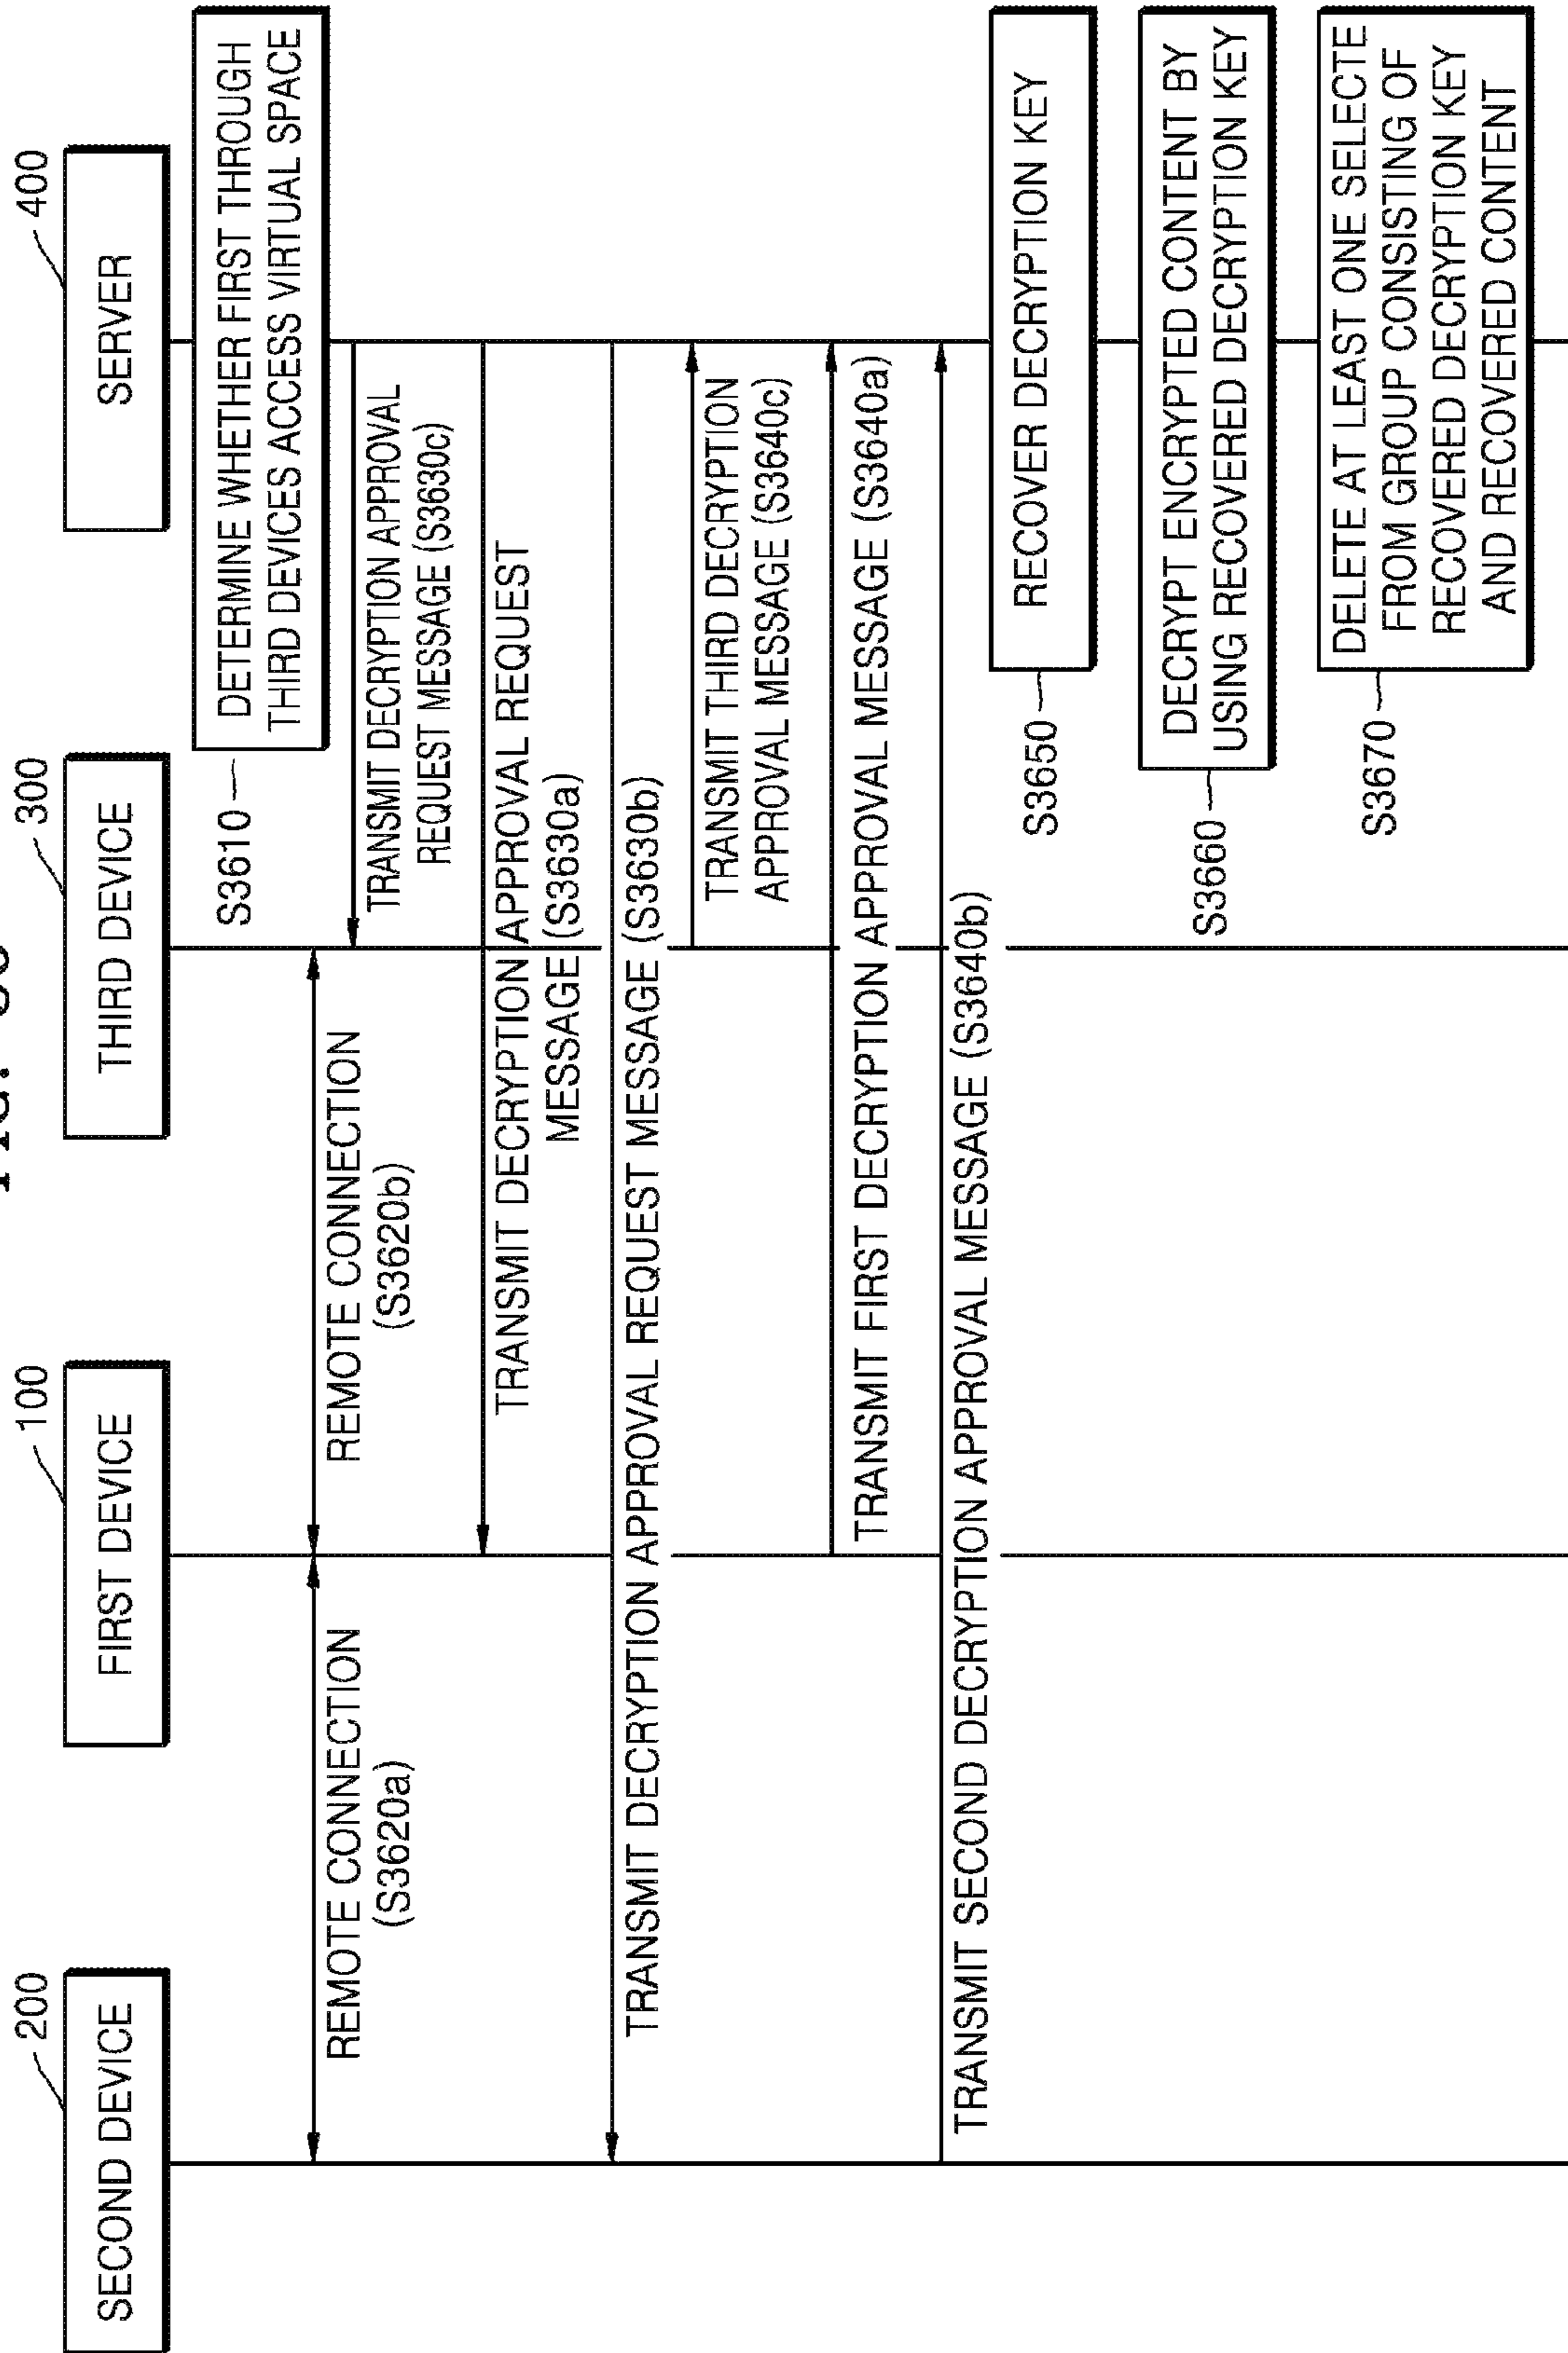 200
100
300
400
SECOND DEVICE
FIRST DEVICE
THIRD DEVICE
SERVER
S3610
DETERMINE WHETHER FIRST THROUGH
THIRD DEVICES ACCESS VIRTUAL SPACE
REMOTE CONNECTION
(S3620a)
REMOTE CONNECTION
(S3620b)
TRANSMIT DECRYPTION APPROVAL
REQUEST MESSAGE (S3630c)
TRANSMIT DECRYPTION APPROVAL REQUEST
MESSAGE (S3630a)
TRANSMIT DECRYPTION APPROVAL REQUEST MESSAGE (S3630b)
TRANSMIT THIRD DECRYPTION
APPROVAL MESSAGE (S3640c)
TRANSMIT FIRST DECRYPTION APPROVAL MESSAGE (S3640a)
TRANSMIT SECOND DECRYPTION APPROVAL MESSAGE (S3640b)
S3650
RECOVER DECRYPTION KEY
S3660
DECRYPT ENCRYPTED CONTENT BY
USING RECOVERED DECRYPTION KEY
S3670
DELETE AT LEAST ONE SELECTE
FROM GROUP CONSISTING OF
RECOVERED DECRYPTION KEY
AND RECOVERED CONTENT